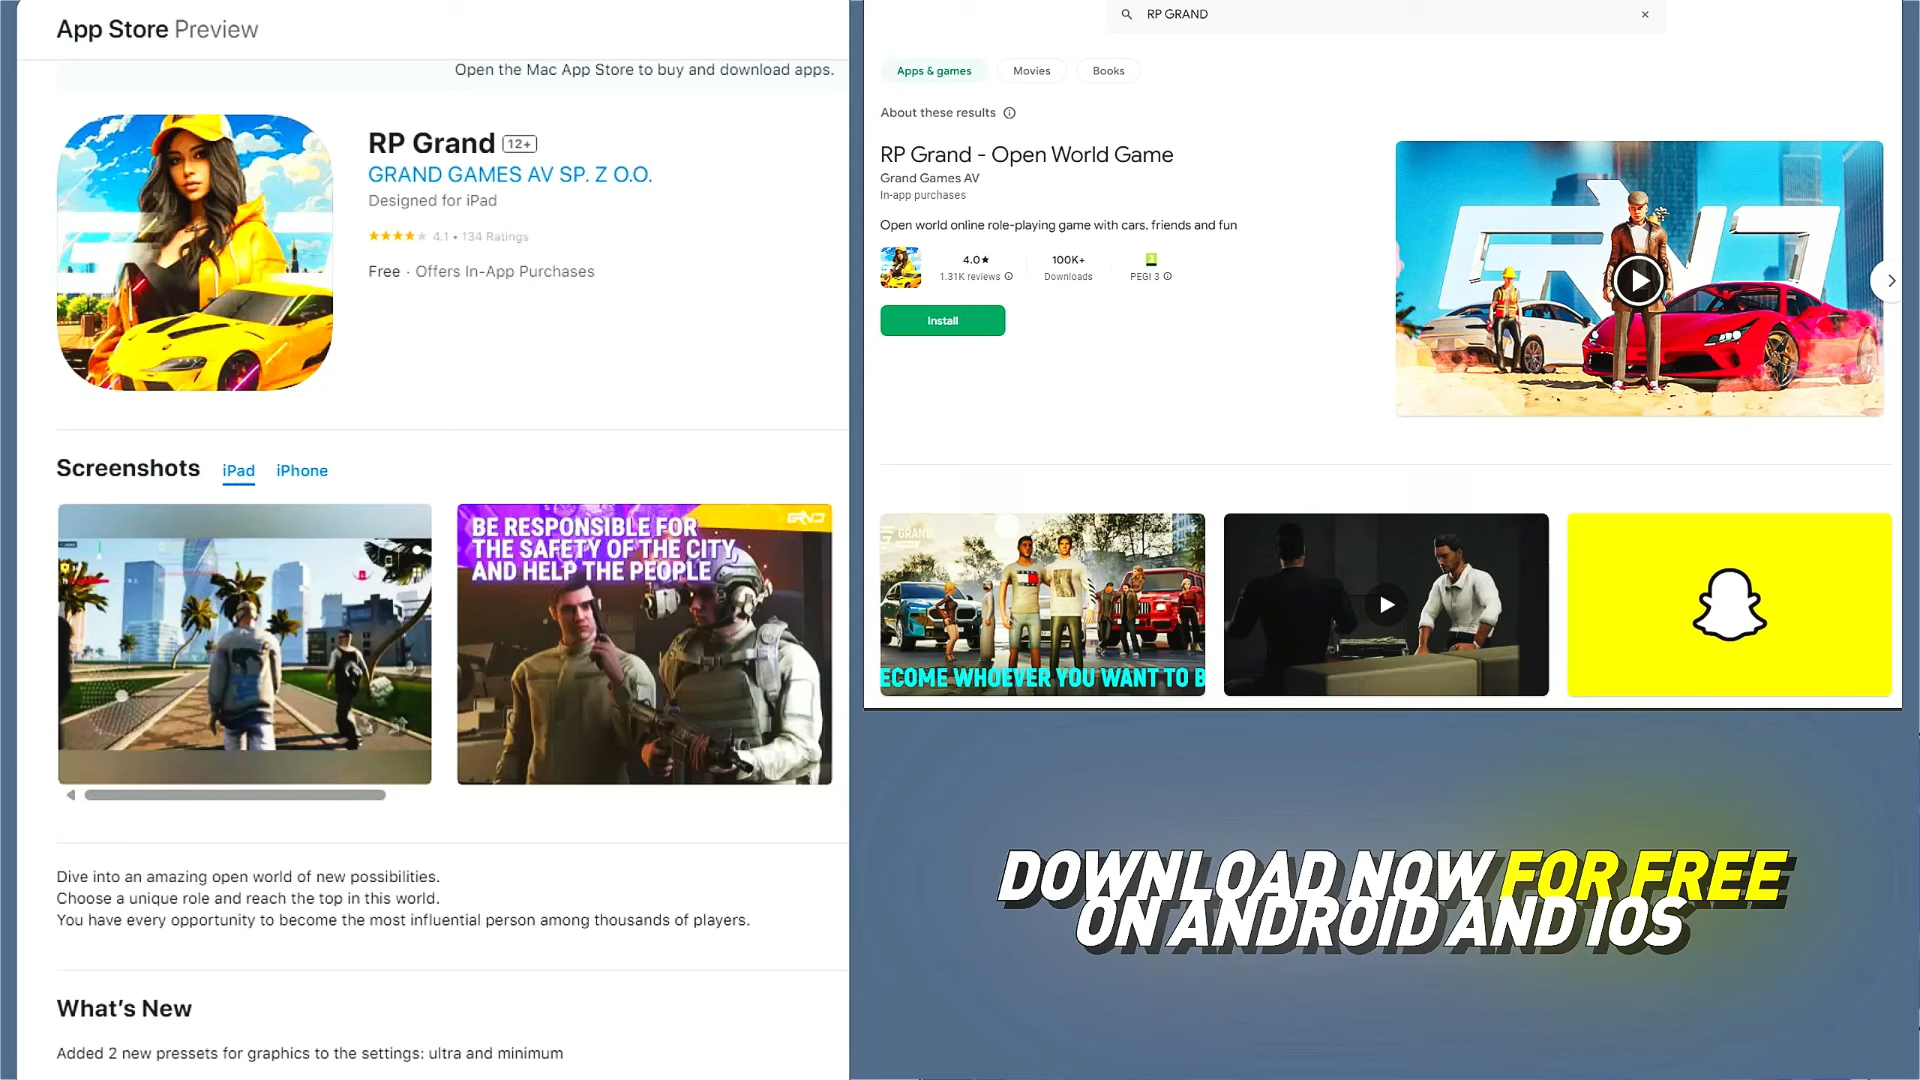 App Store Preview
Open the Mac App Store to buy and download apps.
RP Grand 12+
GRAND GAMES AV SP. Z O.O.
Designed for iPad
4.1 • 134 Ratings
Free · Offers In-App Purchases
Screenshots iPad iPhone
BE RESPONSIBLE FOR
THE SAFETY OF THE CITY,
AND HELP THE PEOPLE
GRND
Dive into an amazing open world of new possibilities.
Choose a unique role and reach the top in this world.
You have every opportunity to become the most influential person among thousands of players.
What's New
Added 2 new pressets for graphics to the settings: ultra and minimum
RP GRAND
Apps & games Movies Books
About these results
RP Grand - Open World Game
Grand Games AV
In-app purchases
Open world online role-playing game with cars, friends and fun
4.0★ 100K+ 3
1.31K reviews Downloads PEGI 3
Install
GRND
GRAND
ECOME WHOEVER YOU WANT TO B
DOWNLOAD NOW FOR FREE
ON ANDROID AND IOS